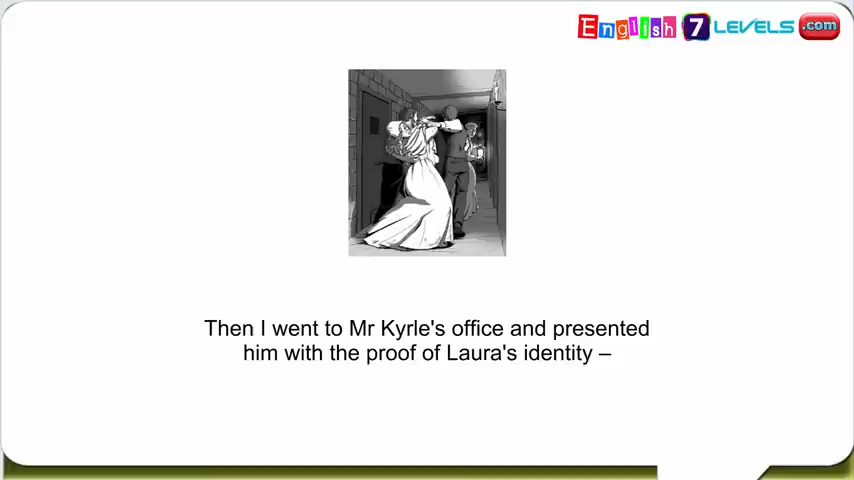 English 7 LEVELS .com
Then I went to Mr Kyrle's office and presented
him with the proof of Laura's identity –